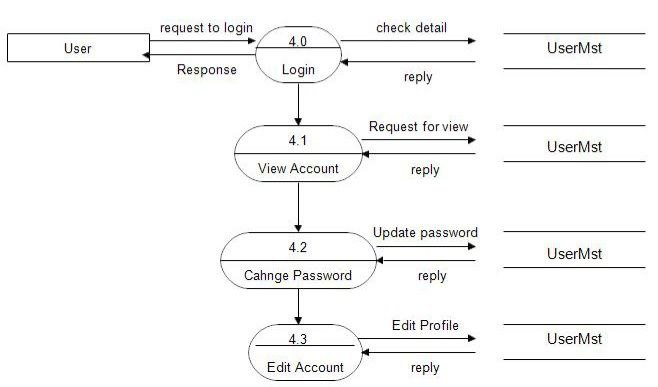 request to login
4.0
check detail
User
UserMst
Response
Login
reply
4.1
Request for view
View Account
reply
UserMst
4.2
Update password
Cahnge Password
reply
UserMst
4.3
Edit Profile
Edit Account
reply
UserMst